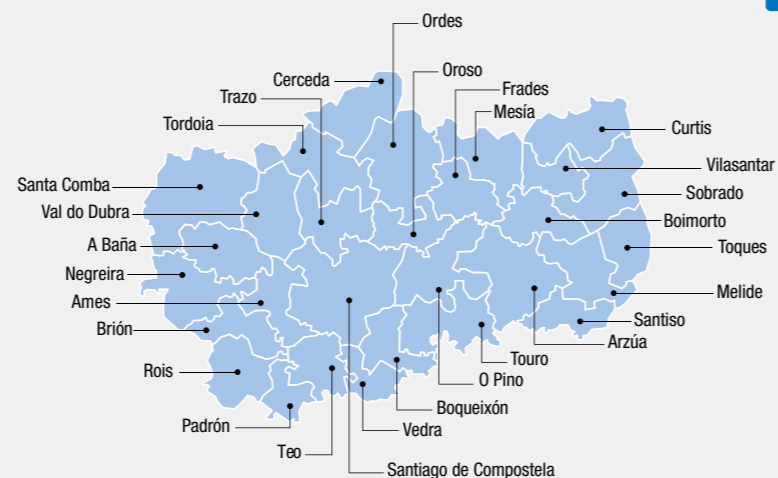 Ordes
Oroso
Cerceda
Frades
Trazo
Mesía
Tordoia
Curtis
Vilasantar
Santa Comba
Sobrado
Val do Dubra
Boimorto
A Baña
Toques
Negreira
Melide
Ames
Santiso
Brión
Arzúa
Touro
Rois
O Pino
Boqueixón
Padrón
Vedra
Teo
Santiago de Compostela